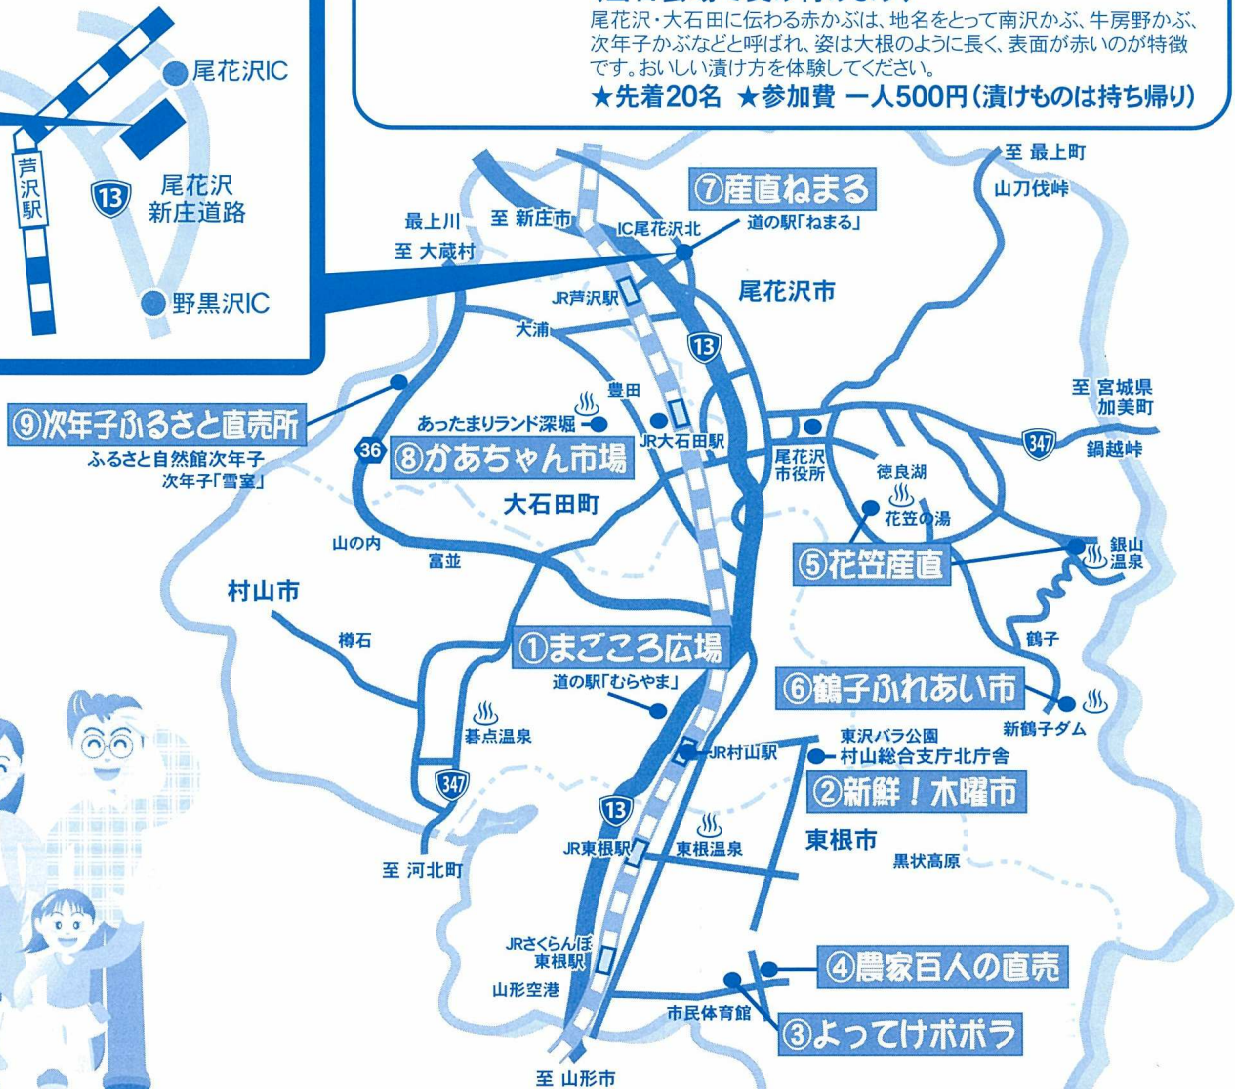 尾花沢・大石田に伝わる赤かぶは、地名をとって南沢かぶ、牛房野かぶ、
次年子かぶなどと呼ばれ、姿は大根のように長く、表面が赤いのが特徴
です。おいしい漬け方を体験してください。
★先着20名 ★参加費 一人500円（漬けものは持ち帰り）
尾花沢IC
芦沢駅
13
尾花沢
新庄道路
野黒沢IC
至 最上町
山刀伐峠
⑦産直ねまる
道の駅「ねまる」
最上川
至 新庄市
IC尾花沢北
至 大蔵村
JR芦沢駅
尾花沢市
大浦
13
豊田
至 宮城県
加美町
⑨次年子ふるさと直売所
ふるさと自然館次年子
次年子「雪室」
あったまりランド深堀
36
⑧かあちゃん市場
JR大石田駅
尾花沢
市役所
347
鍋越峠
徳良湖
花笠の湯
大石田町
山の内
富並
⑤花笠産直
銀山
温泉
村山市
樽石
鶴子
①まごころ広場
道の駅「むらやま」
⑥鶴子ふれあい市
新鶴子ダム
碁点温泉
JR村山駅
東沢バラ公園
村山総合支庁北庁舎
②新鮮！木曜市
347
13
JR東根駅
東根温泉
東根市
黒伏高原
至 河北町
JRさくらんぼ
東根駅
山形空港
④農家百人の直売
市民体育館
③よってけポポラ
至 山形市